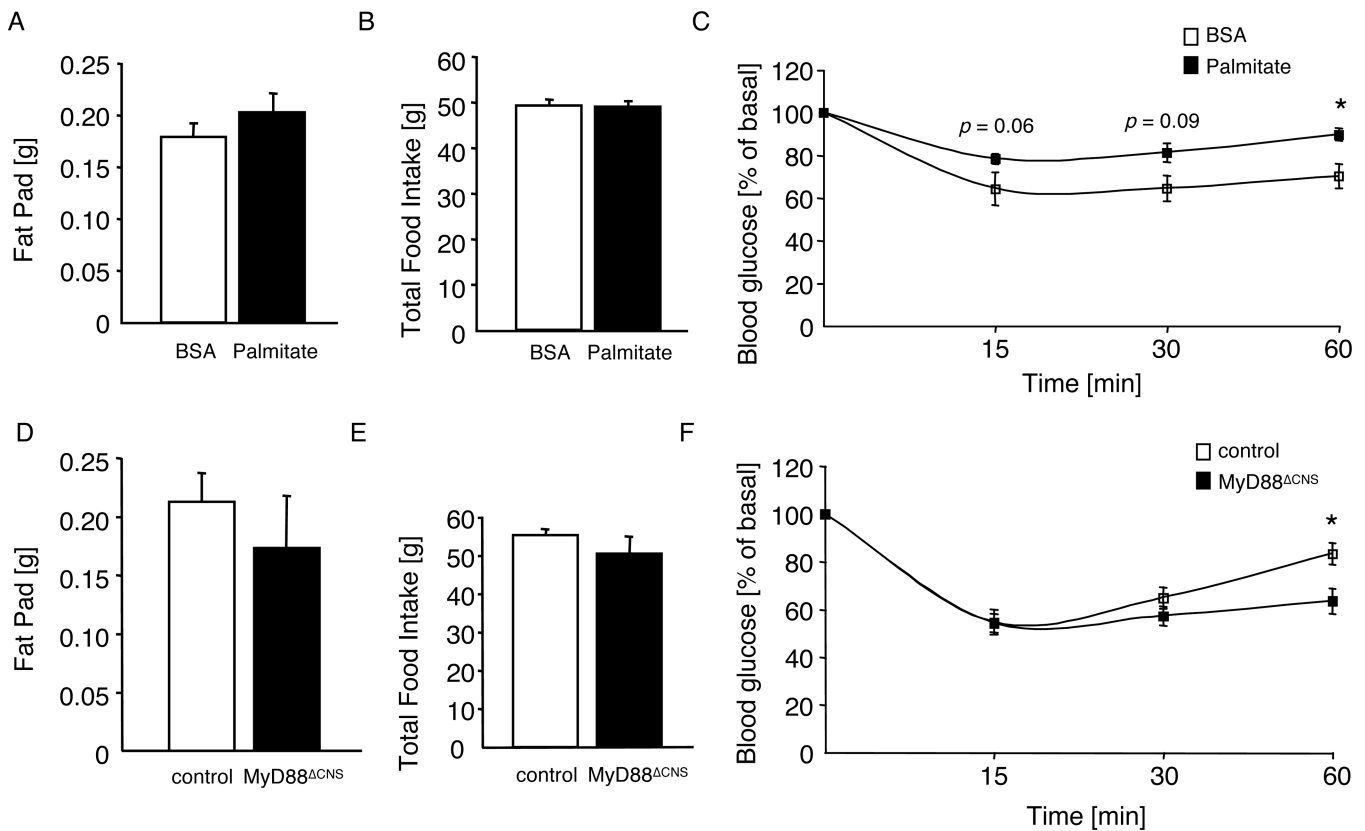 A
Fat Pad [g]
0.25
0.20
0.15
0.10
0.05
0
BSA Palmitate
B
Total Food Intake [g]
60
50
40
30
20
10
0
BSA Palmitate
C
BSA
Palmitate
Blood glucose [% of basal]
120
100
80
60
40
20
0
p = 0.06
p = 0.09
*
15 30 60
Time [min]
D
Fat Pad [g]
0.25
0.20
0.15
0.10
0.05
0
control MyD88ΔCNS
E
Total Food Intake [g]
60
50
40
30
20
10
0
control MyD88ΔCNS
F
control
MyD88ΔCNS
Blood glucose [% of basal]
120
100
80
60
40
20
0
*
15 30 60
Time [min]